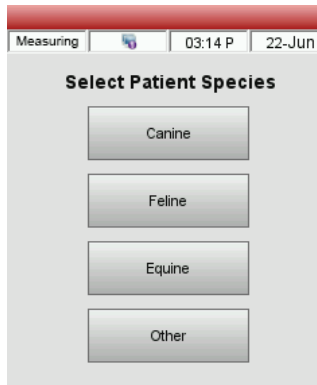 Measuring 03:14 P 22-Jun
Select Patient Species
Canine
Feline
Equine
Other